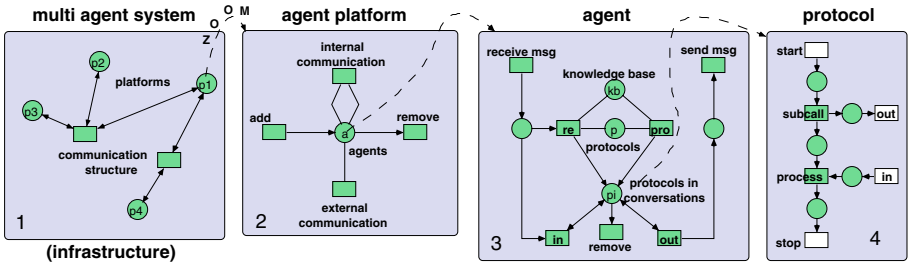 multi agent system
Z O O M
p2
platforms
p1
p3
communication
structure
p4
1
(infrastructure)
agent platform
internal
communication
add
a
remove
agents
external
communication
2
agent
receive msg
send msg
knowledge base
kb
re
p
pro
protocols
pi
protocols in
conversations
in
remove
out
3
protocol
start
subcall
out
process
in
stop
4